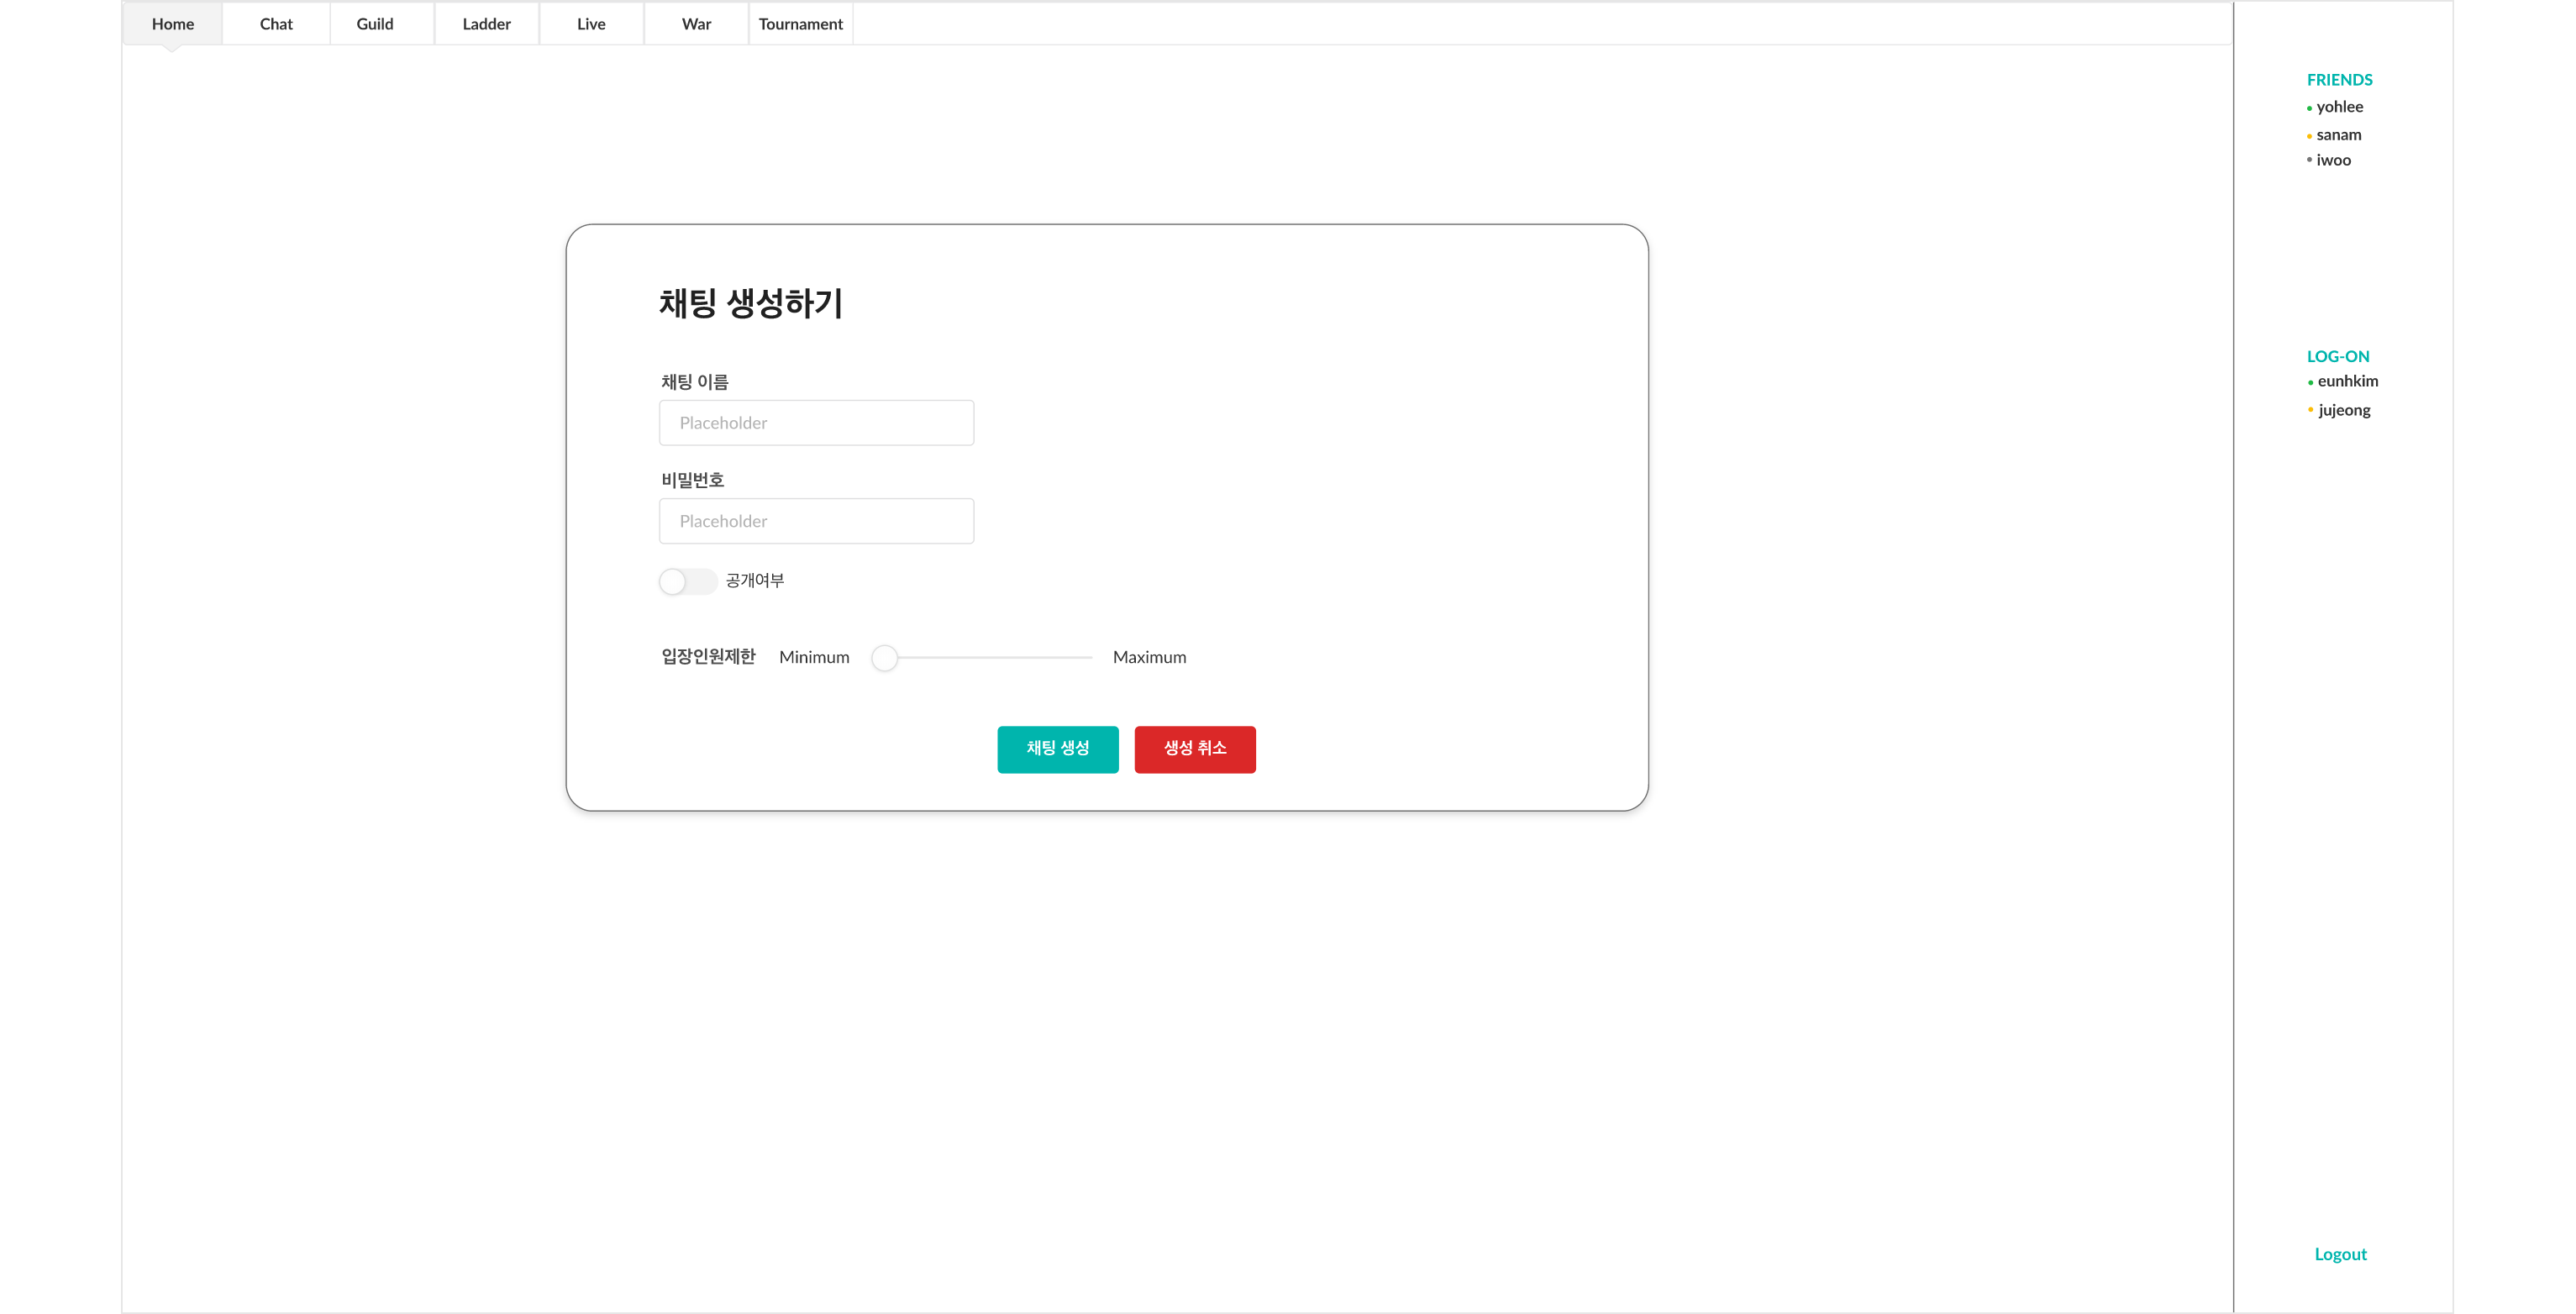 Home Chat Guild Ladder Live War Tournament
채팅 생성하기
채팅 이름
Placeholder
비밀번호
Placeholder
공개여부
입장인원제한 Minimum Maximum
채팅 생성 생성 취소
FRIENDS
yohlee
sanam
iwoo
LOG-ON
eunhkim
jujeong
Logout